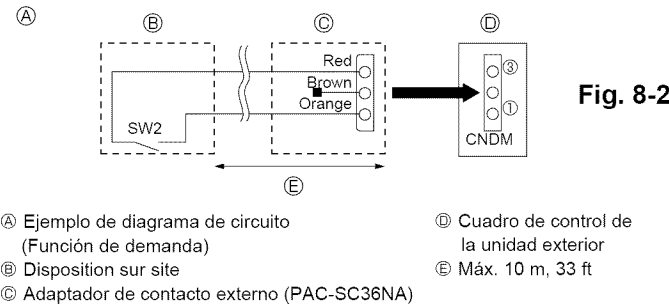 Ⓐ
Ⓑ
Ⓒ
Ⓓ
Red
Brown
Orange
SW2
③
①
CNDM
Fig. 8-2
Ⓔ
Ⓐ Ejemplo de diagrama de circuito
(Función de demanda)
Ⓑ Disposition sur site
Ⓒ Adaptador de contacto externo (PAC-SC36NA)
Ⓓ Cuadro de control de
la unidad exterior
Ⓔ Máx. 10 m, 33 ft